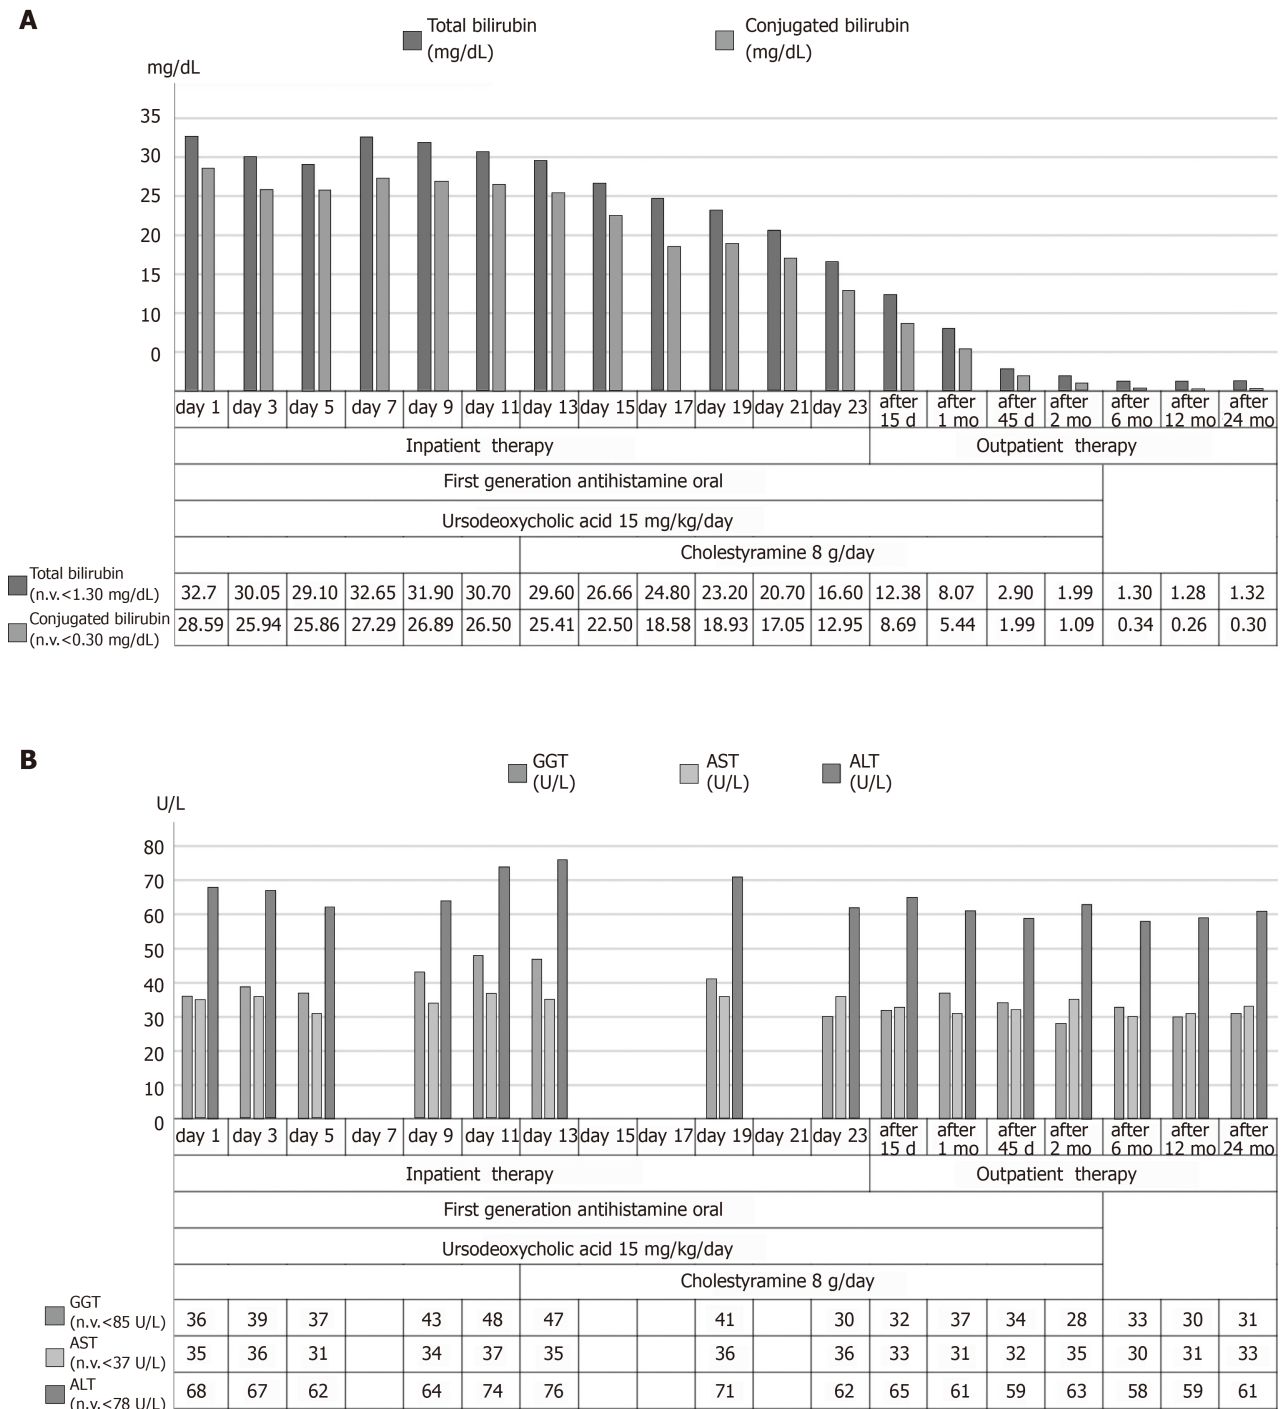 A
Total bilirubin
(mg/dL)
Conjugated bilirubin
(mg/dL)
mg/dL
35
30
25
20
15
10
0
day 1 day 3 day 5 day 7 day 9 day 11 day 13 day 15 day 17 day 19 day 21 day 23 after 15 d after 1 mo after 45 d after 2 mo after 6 mo after 12 mo after 24 mo
Inpatient therapy Outpatient therapy
First generation antihistamine oral
Ursodeoxycholic acid 15 mg/kg/day
Cholestyramine 8 g/day
Total bilirubin
(n.v.<1.30 mg/dL)
32.7 30.05 29.10 32.65 31.90 30.70 29.60 26.66 24.80 23.20 20.70 16.60 12.38 8.07 2.90 1.99 1.30 1.28 1.32
Conjugated bilirubin
(n.v.<0.30 mg/dL)
28.59 25.94 25.86 27.29 26.89 26.50 25.41 22.50 18.58 18.93 17.05 12.95 8.69 5.44 1.99 1.09 0.34 0.26 0.30
B
GGT
(U/L)
AST
(U/L)
ALT
(U/L)
U/L
80
70
60
50
40
30
20
10
0
day 1 day 3 day 5 day 7 day 9 day 11 day 13 day 15 day 17 day 19 day 21 day 23 after 15 d after 1 mo after 45 d after 2 mo after 6 mo after 12 mo after 24 mo
Inpatient therapy Outpatient therapy
First generation antihistamine oral
Ursodeoxycholic acid 15 mg/kg/day
Cholestyramine 8 g/day
GGT
(n.v.<85 U/L)
36 39 37 43 48 47 41 30 32 37 34 28 33 30 31
AST
(n.v.<37 U/L)
35 36 31 34 37 35 36 36 33 31 32 35 30 31 33
ALT
(n.v.<78 U/L)
68 67 62 64 74 76 71 62 65 61 59 63 58 59 61